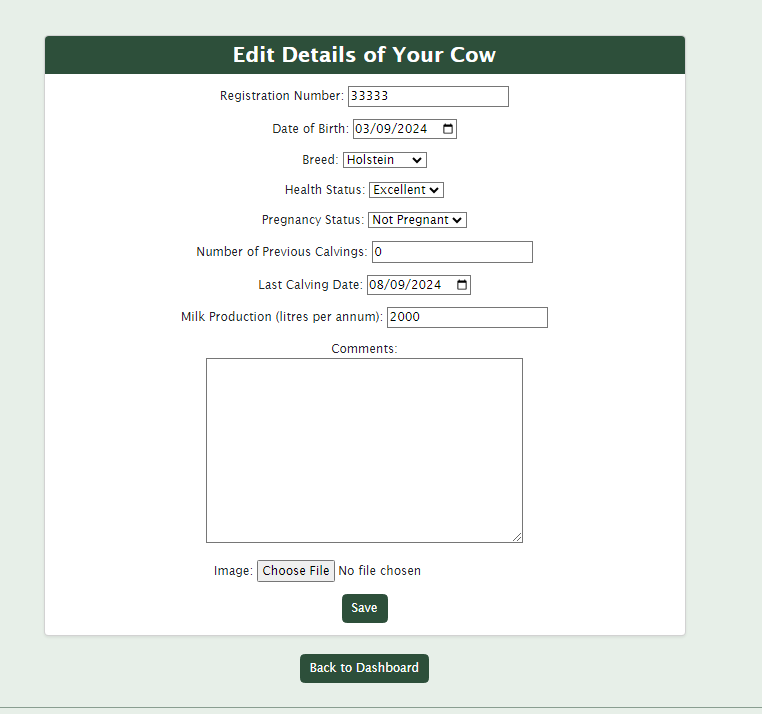 Edit Details of Your Cow
Registration Number: 33333
Date of Birth: 03/09/2024
Breed: Holstein
Health Status: Excellent
Pregnancy Status: Not Pregnant
Number of Previous Calvings: 0
Last Calving Date: 08/09/2024
Milk Production (litres per annum): 2000
Comments:
Image: Choose File No file chosen
Save
Back to Dashboard